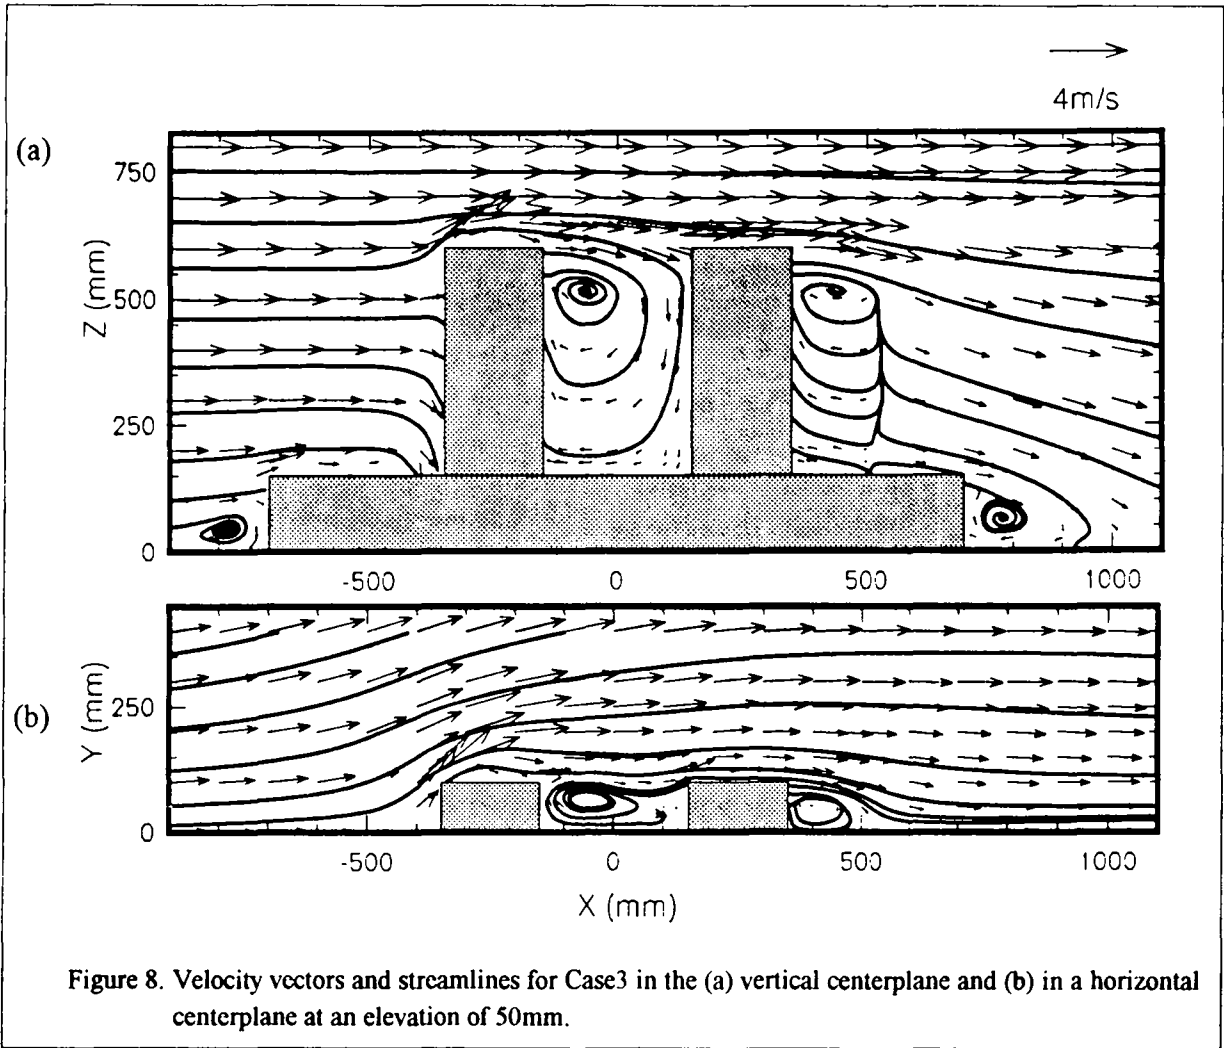 4m/s
(a)
Z (mm)
750
500
250
0
-500 0 500 1000
(b)
Y (mm)
250
0
-500 0 500 1000
X (mm)
Figure 8. Velocity vectors and streamlines for Case3 in the (a) vertical centerplane and (b) in a horizontal
centerplane at an elevation of 50mm.